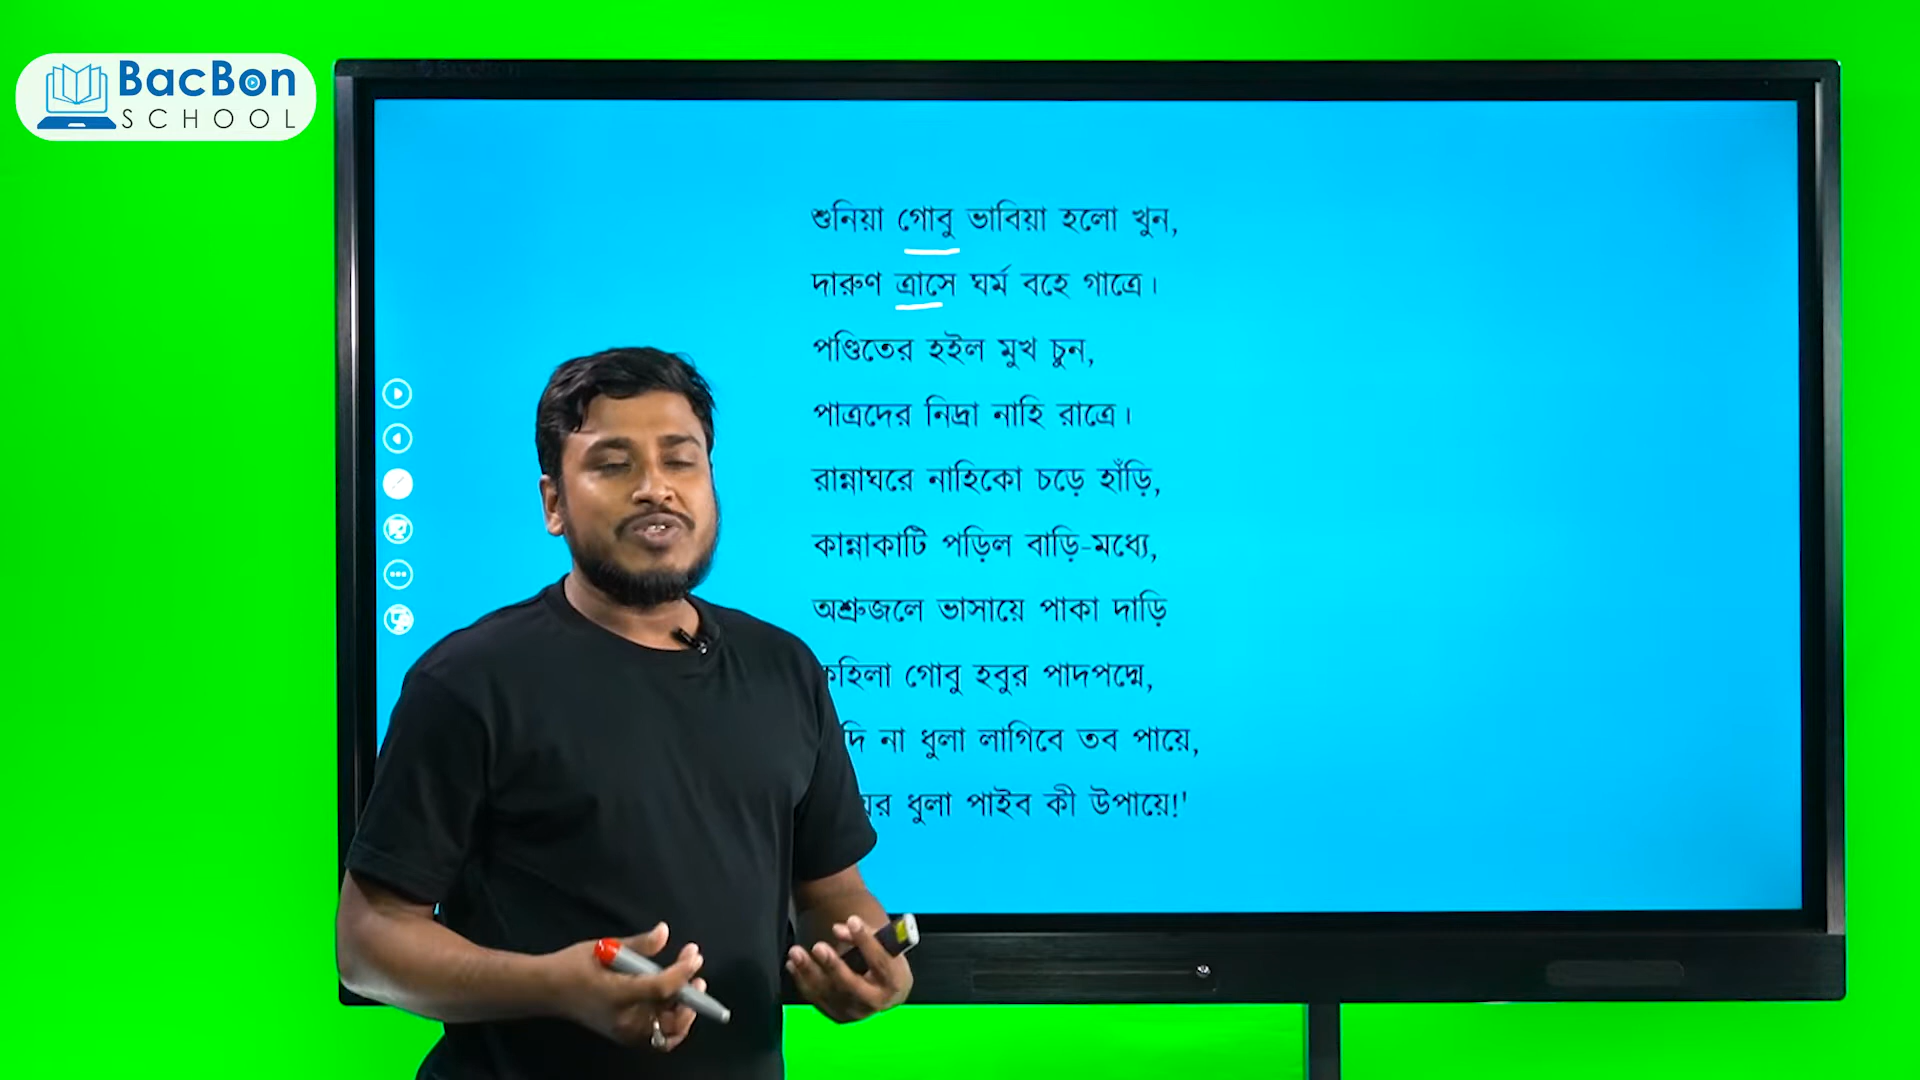 BacBon
SCHOOL
শুনিয়া গোবু ভাবিয়া হলো খুন,
দারুণ ত্রাসে ঘর্ম বহে গাত্রে।
পণ্ডিতের হইল মুখ চুন,
পাত্রদের নিদ্রা নাহি রাত্রে।
রান্নাঘরে নাহিকো চড়ে হাঁড়ি,
কান্নাকাটি পড়িল বাড়ি-মধ্যে,
অশ্রুজলে ভাসায়ে পাকা দাড়ি
কহিলা গোবু হবুর পাদপদ্মে,
না ধুলা লাগিবে তব পায়ে,
ধুলা পাইব কী উপায়ে!'